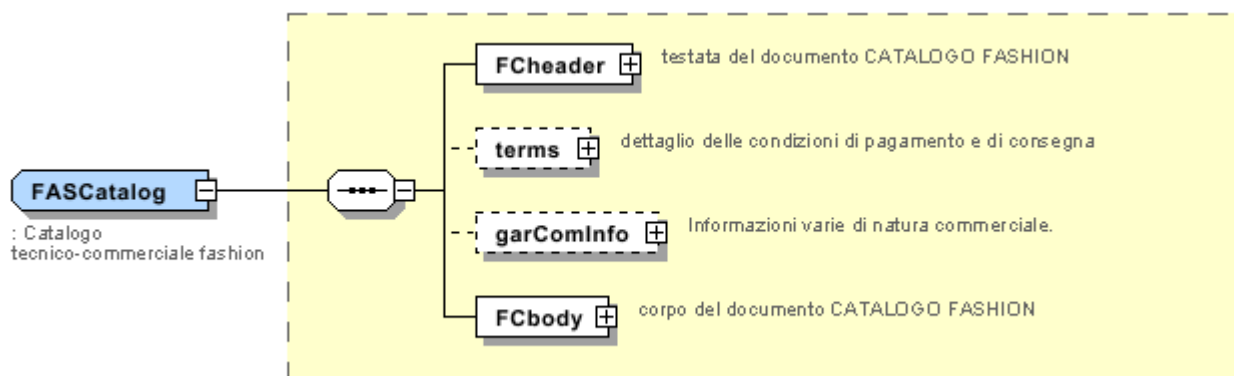 FCheader
testata del documento CATALOGO FASHION
terms
dettaglio delle condizioni di pagamento e di consegna
FASCatalog
: Catalogo
tecnico-commerciale fashion
garComInfo
Informazioni varie di natura commerciale.
FCbody
corpo del documento CATALOGO FASHION